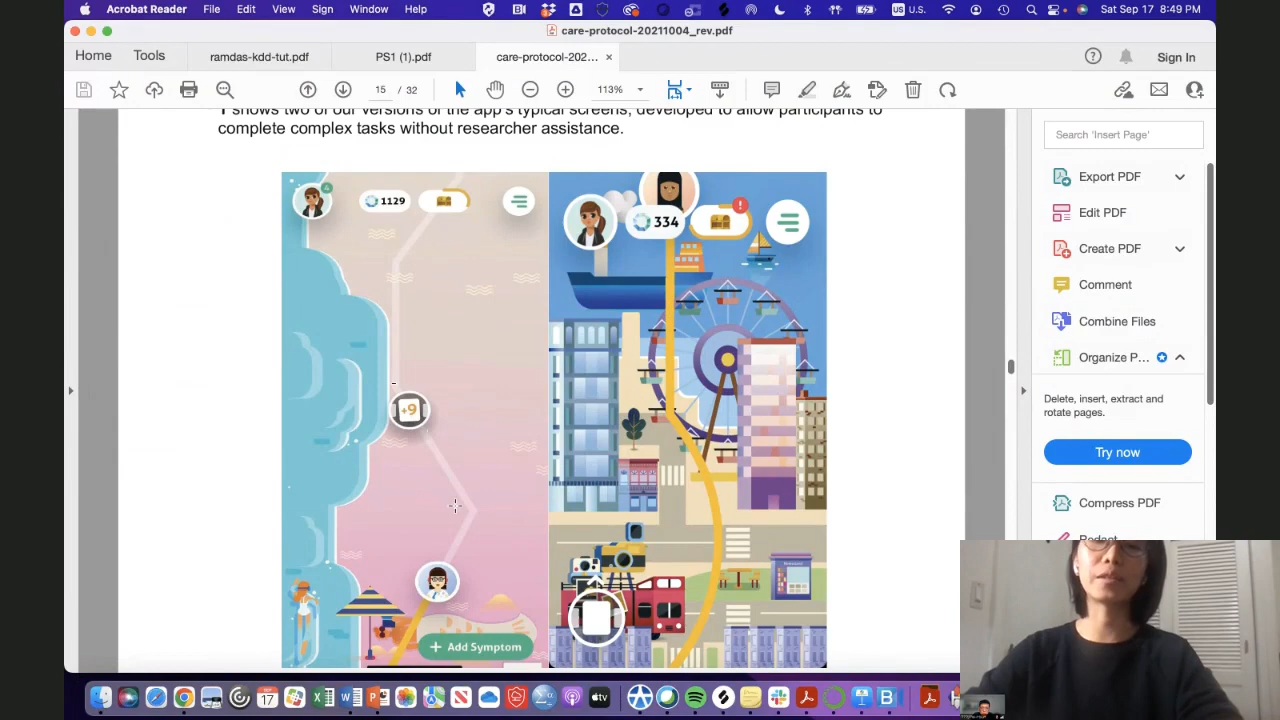 Acrobat Reader File Edit View Sign Window Help U.S. Sat Sep 17 8:49 PM
care-protocol-20211004_rev.pdf
Home Tools ramdas-kdd-tut.pdf PS1 (1).pdf care-protocol-202... × Sign In
15 / 32 113%
shows two of our versions of the app's typical screens, developed to allow participants to
complete complex tasks without researcher assistance.
Search 'Insert Page'
Export PDF
Edit PDF
Create PDF
Comment
Combine Files
Organize P...
Delete, insert, extract and
rotate pages.
Try now
Compress PDF
Redact
4
1129
334
!
+9
+ Add Symptom
17